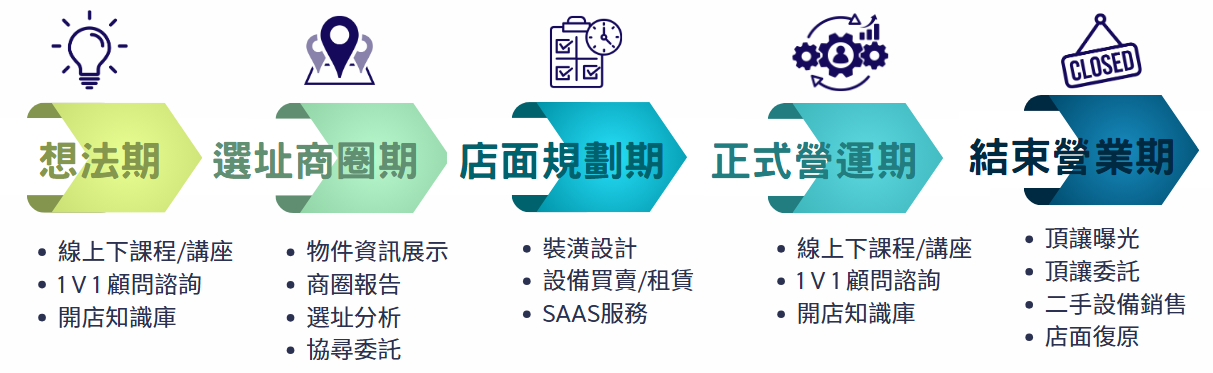 CLOSED
想法期
選址商圈期
店面規劃期
正式營運期
結束營業期
• 線上下課程/講座
• 1V1顧問諮詢
• 開店知識庫
• 物件資訊展示
• 商圈報告
• 選址分析
• 協尋委託
• 裝潢設計
• 設備買賣/租賃
• SAAS服務
• 線上下課程/講座
• 1V1顧問諮詢
• 開店知識庫
• 頂讓曝光
• 頂讓委託
• 二手設備銷售
• 店面復原